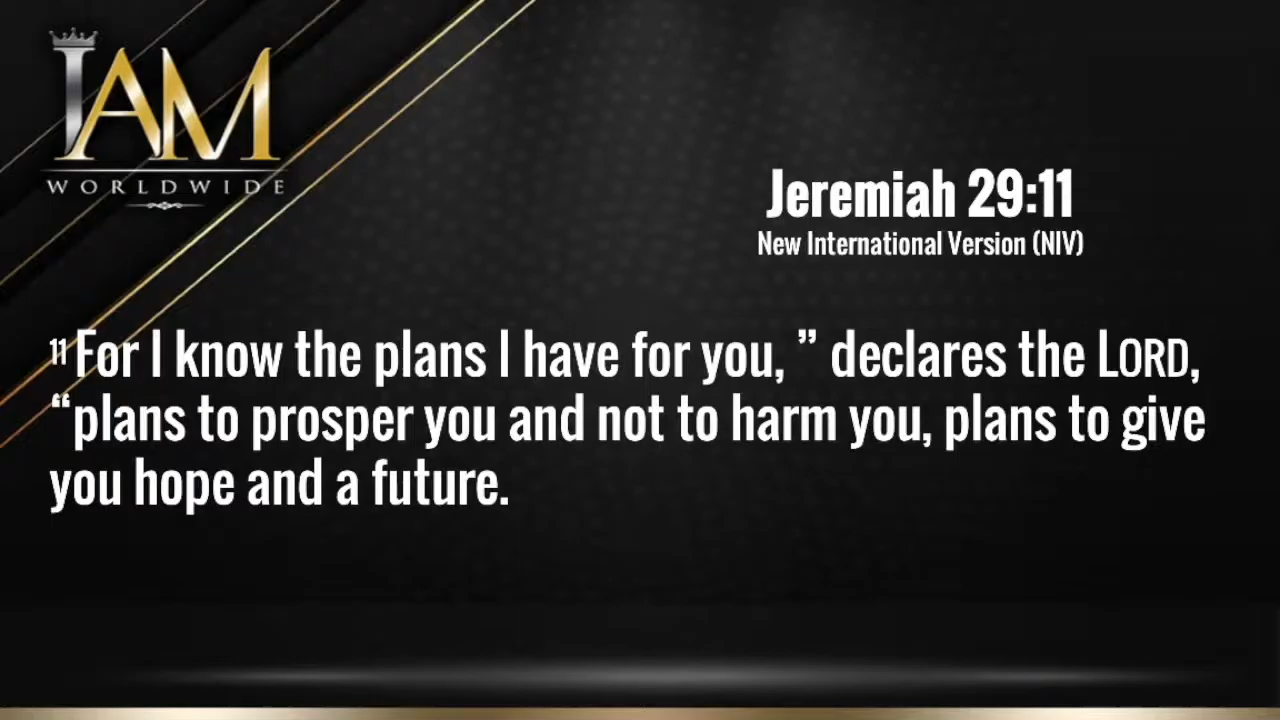 IAM
WORLDWIDE
Jeremiah 29:11
New International Version (NIV)
11 For I know the plans I have for you, ” declares the LORD,
“plans to prosper you and not to harm you, plans to give
you hope and a future.